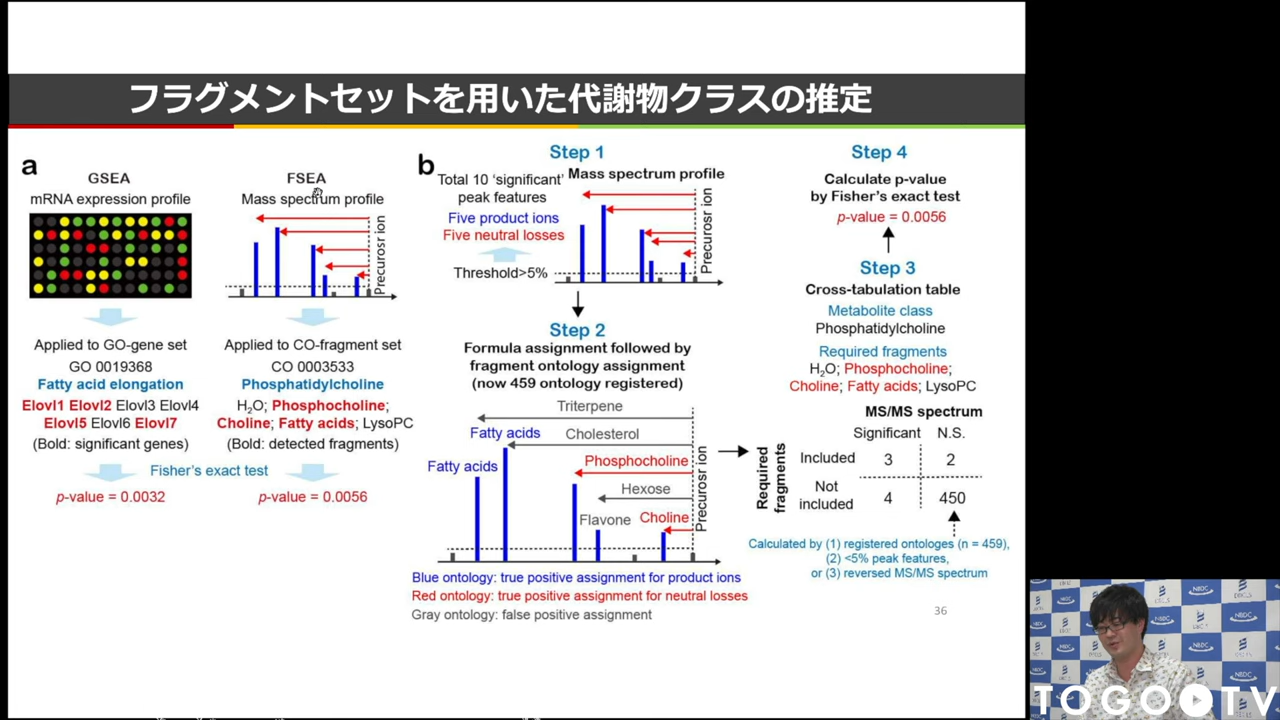 フラグメントセットを用いた代謝物クラスの推定
a
GSEA
mRNA expression profile
Applied to GO-gene set
GO 0019368
Fatty acid elongation
Elovl1 Elovl2 Elovl3 Elovl4
Elovl5 Elovl6 Elovl7
(Bold: significant genes)
p-value = 0.0032
FSEA
Mass spectrum profile
Precurosr ion
Applied to CO-fragment set
CO 0003533
Phosphatidylcholine
H2O; Phosphocholine;
Choline; Fatty acids; LysoPC
(Bold: detected fragments)
Fisher's exact test
p-value = 0.0056
b
Step 1
Total 10 'significant'
peak features
Five product ions
Five neutral losses
Threshold>5%
Mass spectrum profile
Precurosr ion
Step 2
Formula assignment followed by
fragment ontology assignment
(now 459 ontology registered)
Triterpene
Fatty acids
Cholesterol
Fatty acids
Phosphocholine
Hexose
Flavone
Choline
Precurosr ion
Blue ontology: true positive assignment for product ions
Red ontology: true positive assignment for neutral losses
Gray ontology: false positive assignment
Step 4
Calculate p-value
by Fisher's exact test
p-value = 0.0056
Step 3
Cross-tabulation table
Metabolite class
Phosphatidylcholine
Required fragments
H2O; Phosphocholine;
Choline; Fatty acids; LysoPC
MS/MS spectrum
Significant N.S.
Required
fragments
Included 3 2
Not
included 4 450
Calculated by (1) registered ontologes (n = 459),
(2) <5% peak features,
or (3) reversed MS/MS spectrum
36
NBDC
NBDC
NBDC
NBDC
TOGOTV